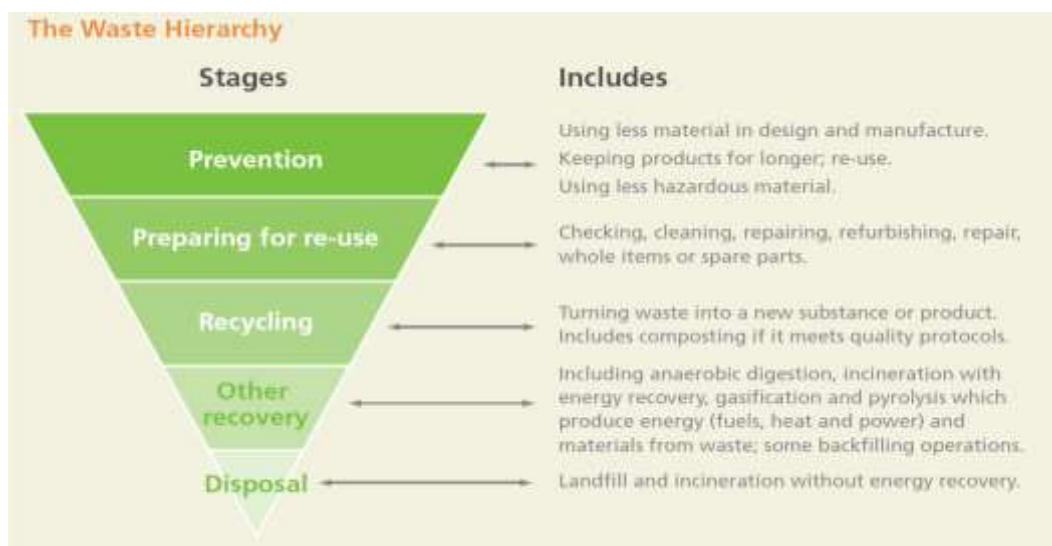 The Waste Hierarchy
Stages
Includes
Prevention
Using less material in design and manufacture.
Keeping products for longer; re-use.
Using less hazardous material.
Preparing for re-use
Checking, cleaning, repairing, refurbishing, repair,
whole items or spare parts.
Recycling
Turning waste into a new substance or product.
Includes composting if it meets quality protocols.
Other
recovery
Including anaerobic digestion, incineration with
energy recovery, gasification and pyrolysis which
produce energy (fuels, heat and power) and
materials from waste; some backfilling operations.
Disposal
Landfill and incineration without energy recovery.